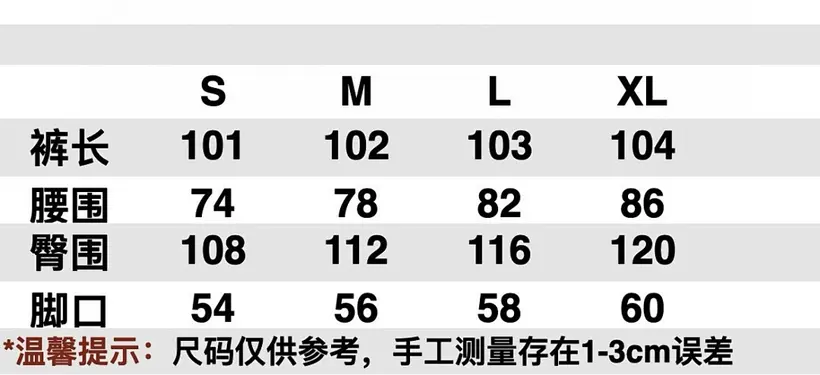 S M L XL
裤长 101 102 103 104
腰围 74 78 82 86
臀围 108 112 116 120
脚口 54 56 58 60
*温馨提示：尺码仅供参考，手工测量存在1-3cm误差